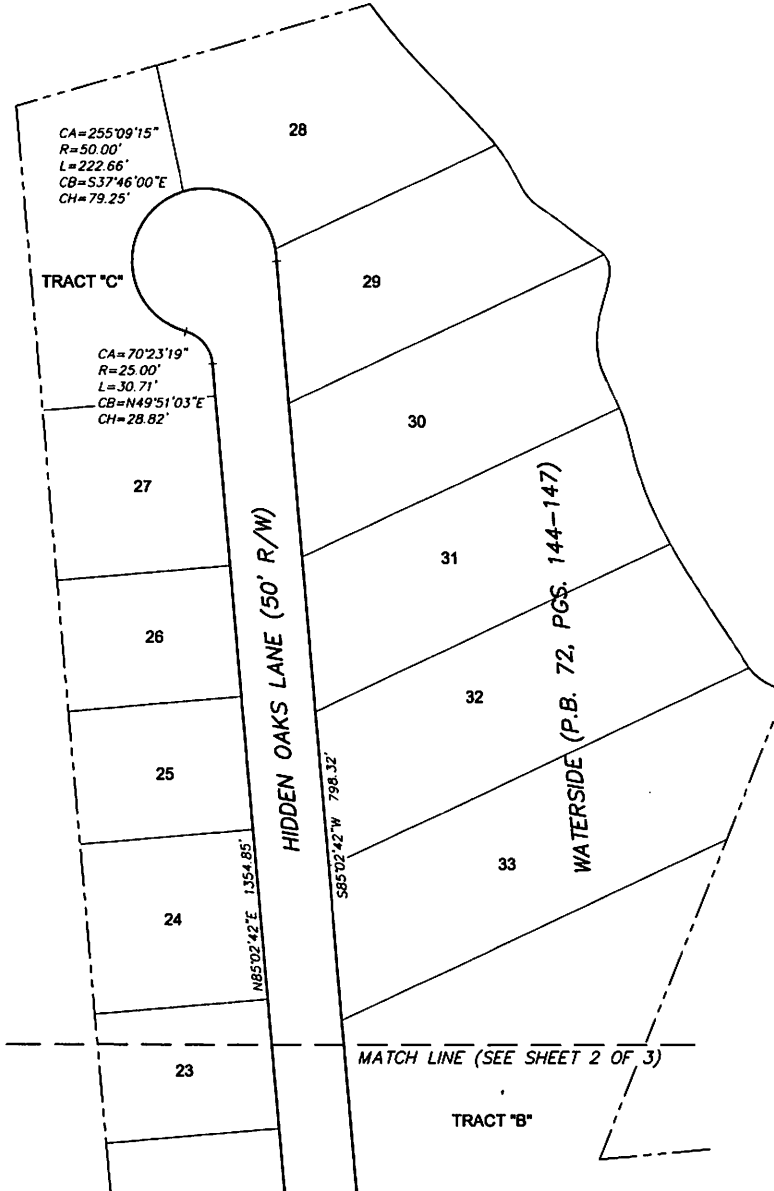 28
CA=255°09'15"
R=50.00'
L=222.66'
CB=S37°46'00"E
CH=79.25'
TRACT "C"
29
CA=70°23'19"
R=25.00'
L=30.71'
CB=N49°51'03"E
CH=28.82'
30
27
HIDDEN OAKS LANE (50' R/W)
31
WATERSIDE (P.B. 72, PGS. 144-147)
26
32
25
S85°02'42"W 798.32'
33
N85°02'42"E 1354.85'
24
MATCH LINE (SEE SHEET 2 OF 3)
23
TRACT "B"